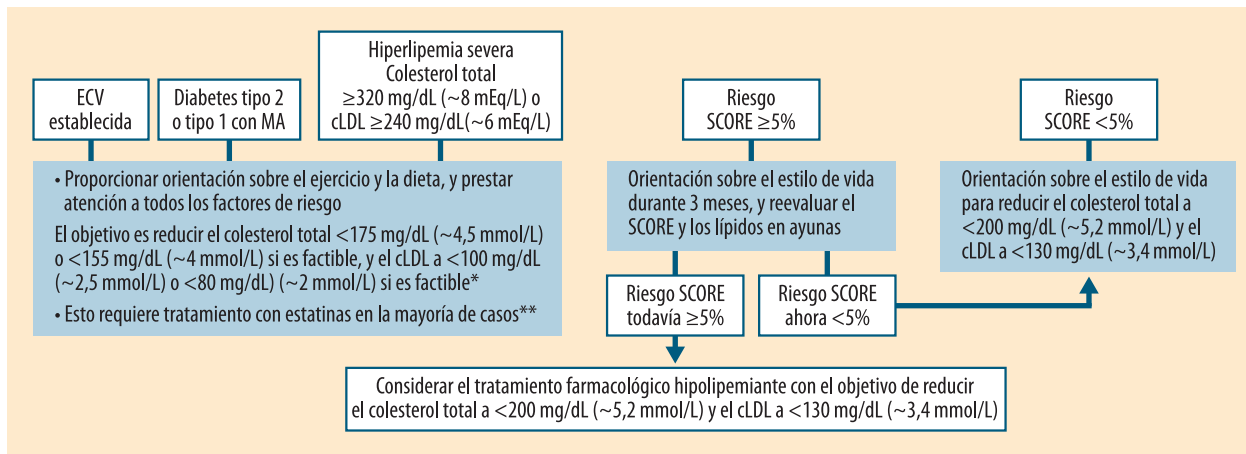 ECV
establecida
Diabetes tipo 2
o tipo 1 con MA
Hiperlipemia severa
Colesterol total
≥320 mg/dL (~8 mEq/L) o
cLDL ≥240 mg/dL(~6 mEq/L)
• Proporcionar orientación sobre el ejercicio y la dieta, y prestar
atención a todos los factores de riesgo
El objetivo es reducir el colesterol total <175 mg/dL (~4,5 mmol/L)
o <155 mg/dL (~4 mmol/L) si es factible, y el cLDL a <100 mg/dL
(~2,5 mmol/L) o <80 mg/dL) (~2 mmol/L) si es factible*
• Esto requiere tratamiento con estatinas en la mayoría de casos**
Riesgo
SCORE ≥5%
Orientación sobre el estilo de vida
durante 3 meses, y reevaluar el
SCORE y los lípidos en ayunas
Riesgo SCORE
todavía ≥5%
Riesgo SCORE
ahora <5%
Riesgo
SCORE <5%
Orientación sobre el estilo de vida
para reducir el colesterol total a
<200 mg/dL (~5,2 mmol/L) y el
cLDL a <130 mg/dL (~3,4 mmol/L)
Considerar el tratamiento farmacológico hipolipemiante con el objetivo de reducir
el colesterol total a <200 mg/dL (~5,2 mmol/L) y el cLDL a <130 mg/dL (~3,4 mmol/L)